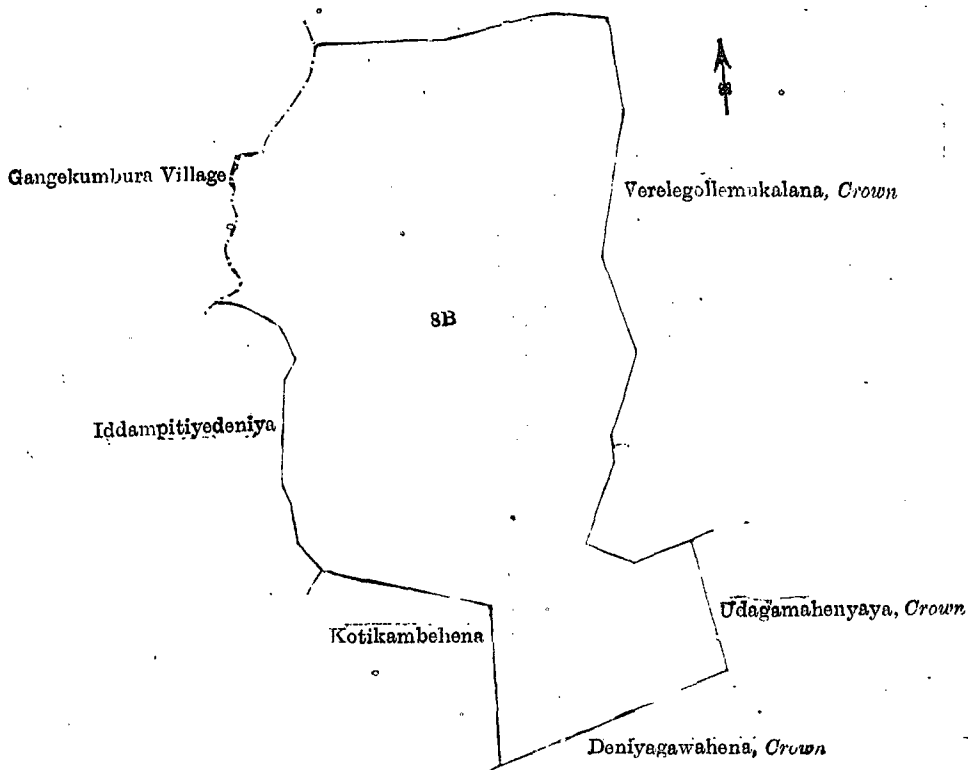 Gangekumbura Village
Verelegollemukalana, Crown
8B
Iddampitiyedeniya
Udagamahenyaya, Crown
Kotikambehena
Deniyagawahena, Crown